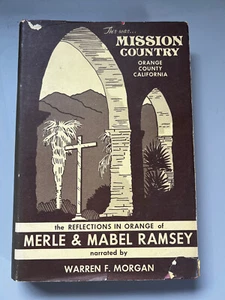 This was...
MISSION
COUNTRY
ORANGE
COUNTY
CALIFORNIA
the REFLECTIONS IN ORANGE of
MERLE & MABEL RAMSEY
narrated by
WARREN F. MORGAN